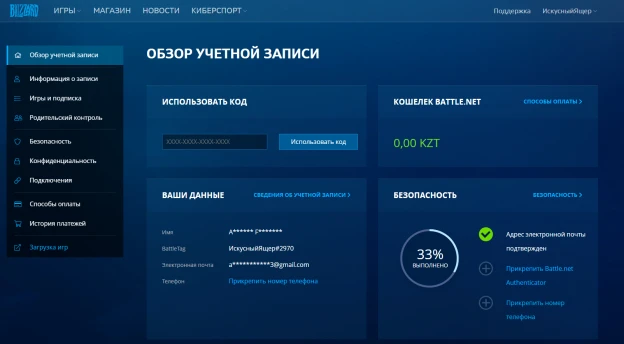 BLIZZARD
ИГРЫ МАГАЗИН НОВОСТИ КИБЕРСПОРТ
Поддержка ИскусныйЯщер
Обзор учетной записи
Информация о записи
Игры и подписка
Родительский контроль
Безопасность
Конфиденциальность
Подключения
Способы оплаты
История платежей
Загрузка игр
ОБЗОР УЧЕТНОЙ ЗАПИСИ
ИСПОЛЬЗОВАТЬ КОД
XXXX-XXXX-XXXX-XXXX
Использовать код
КОШЕЛЕК BATTLE.NET СПОСОБЫ ОПЛАТЫ
0,00 KZT
ВАШИ ДАННЫЕ СВЕДЕНИЯ ОБ УЧЕТНОЙ ЗАПИСИ
Имя А****** Г*******
BattleTag ИскусныйЯщер#2970
Электронная почта a***********3@gmail.com
Телефон Прикрепить номер телефона
БЕЗОПАСНОСТЬ БЕЗОПАСНОСТЬ
33%
ВЫПОЛНЕНО
Адрес электронной почты
подтвержден
Прикрепить Battle.net
Authenticator
Прикрепить номер
телефона